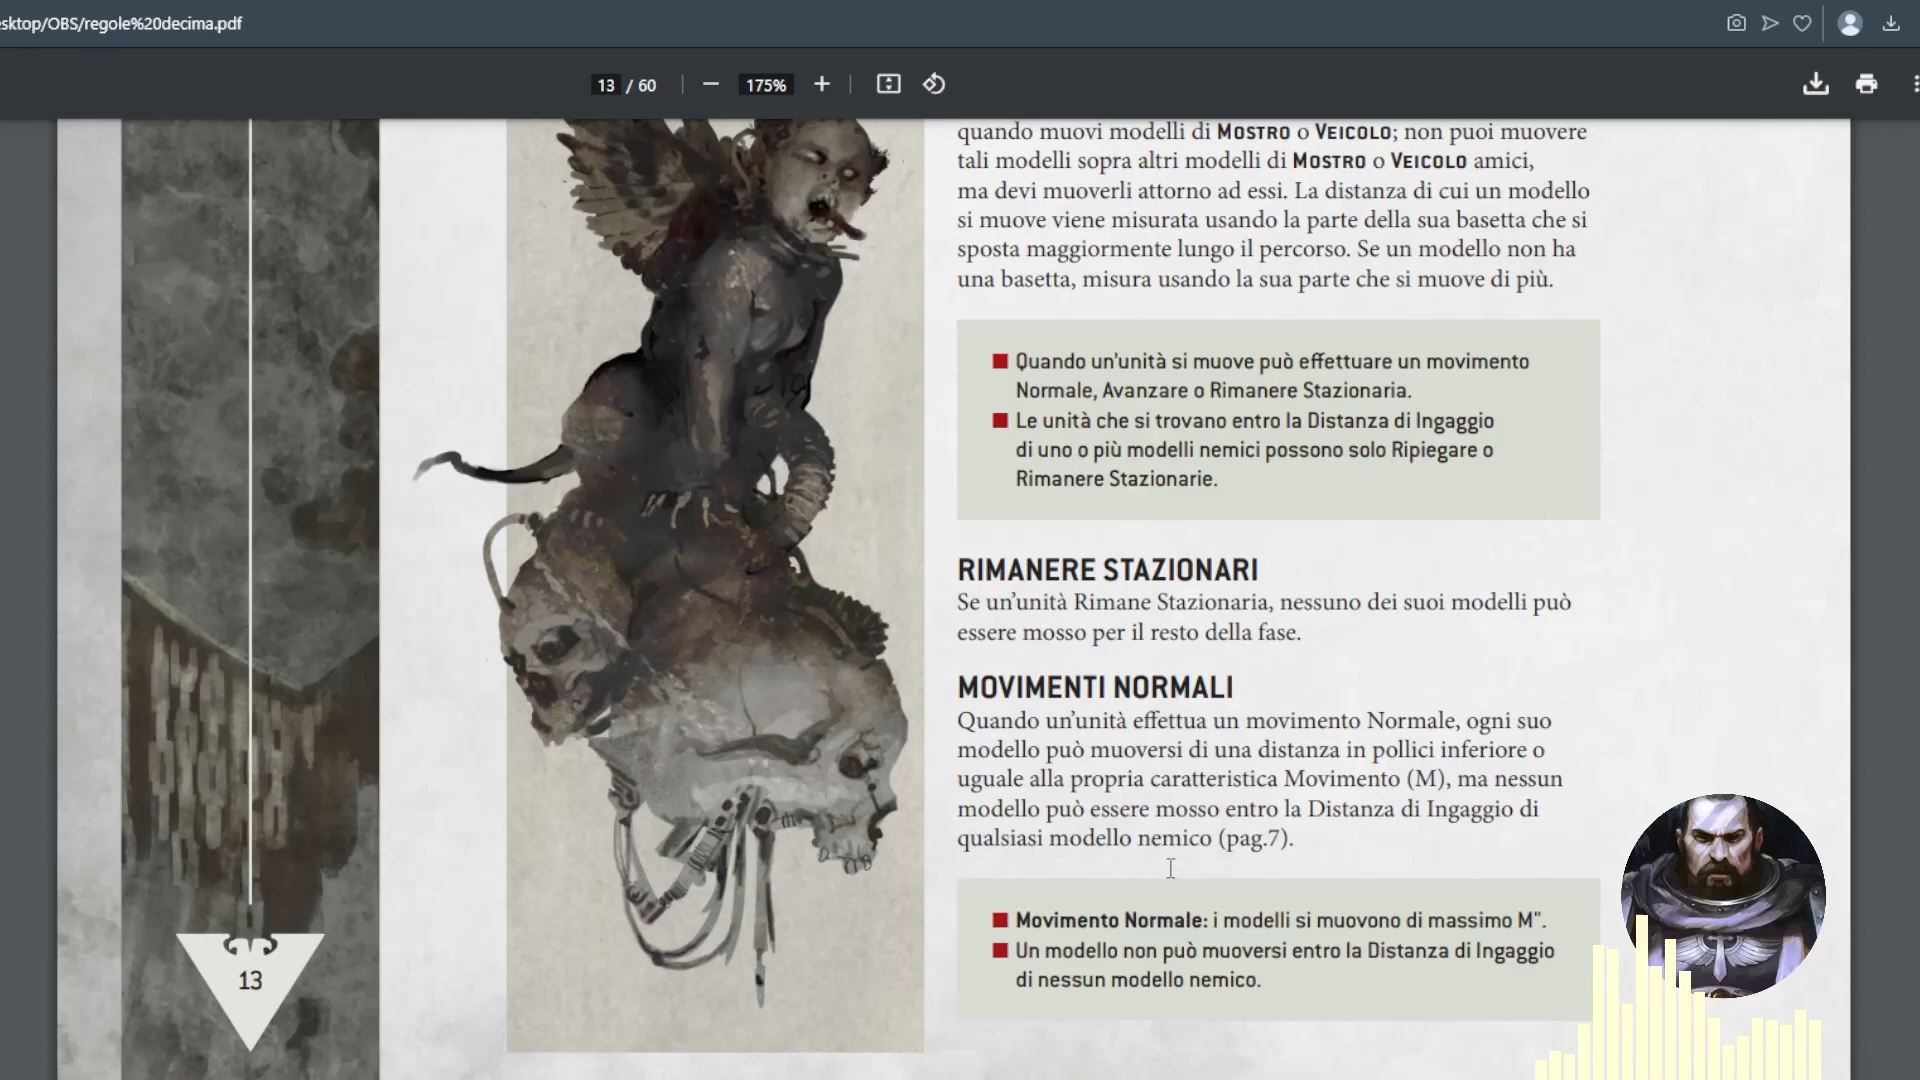 esktop/OBS/regole%20decima.pdf
13 / 60
175%
quando muovi modelli di MOSTRO o VEICOLO; non puoi muovere
tali modelli sopra altri modelli di MOSTRO o VEICOLO amici,
ma devi muoverli attorno ad essi. La distanza di cui un modello
si muove viene misurata usando la parte della sua basetta che si
sposta maggiormente lungo il percorso. Se un modello non ha
una basetta, misura usando la sua parte che si muove di più.
Quando un'unità si muove può effettuare un movimento
Normale, Avanzare o Rimanere Stazionaria.
Le unità che si trovano entro la Distanza di Ingaggio
di uno o più modelli nemici possono solo Ripiegare o
Rimanere Stazionarie.
RIMANERE STAZIONARI
Se un'unità Rimane Stazionaria, nessuno dei suoi modelli può
essere mosso per il resto della fase.
MOVIMENTI NORMALI
Quando un'unità effettua un movimento Normale, ogni suo
modello può muoversi di una distanza in pollici inferiore o
uguale alla propria caratteristica Movimento (M), ma nessun
modello può essere mosso entro la Distanza di Ingaggio di
qualsiasi modello nemico (pag.7).
Movimento Normale: i modelli si muovono di massimo M".
Un modello non può muoversi entro la Distanza di Ingaggio
di nessun modello nemico.
13